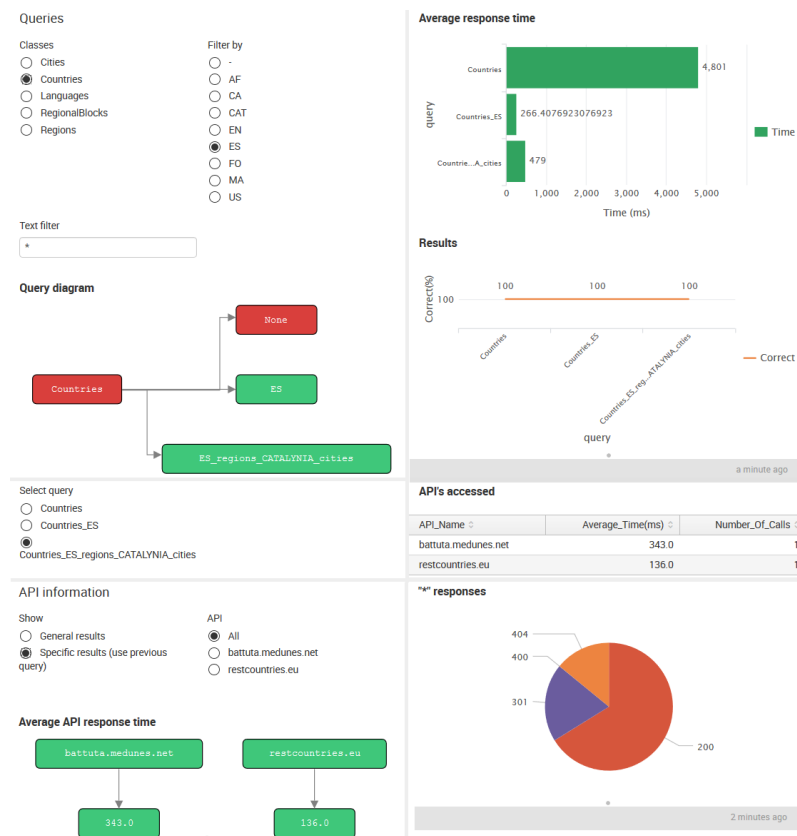 Queries
Classes
Cities
Countries
Languages
RegionalBlocks
Regions
Filter by
-
AF
CA
CAT
EN
ES
FO
MA
US
Text filter
*
Query diagram
None
Countries
ES
ES_regions_CATALYNIA_cities
Select query
Countries
Countries_ES
Countries_ES_regions_CATALYNIA_cities
API information
Show
General results
Specific results (use previous
query)
API
All
battuta.medunes.net
restcountries.eu
Average API response time
battuta.medunes.net
restcountries.eu
343.0
136.0
Average response time
query
Countries
4,801
Countries_ES
266.4076923076923
Countrie...A_cities
479
0 1,000 2,000 3,000 4,000 5,000
Time (ms)
Time
Results
Correct(%)
100
100 100 100
Countries
Countries_ES
Countries_ES_reg...ATALYNIA_cities
query
Correct
a minute ago
API's accessed
API_Name Average_Time(ms) Number_Of_Calls
battuta.medunes.net 343.0 1
restcountries.eu 136.0 1
"*" responses
404
400
301
200
2 minutes ago